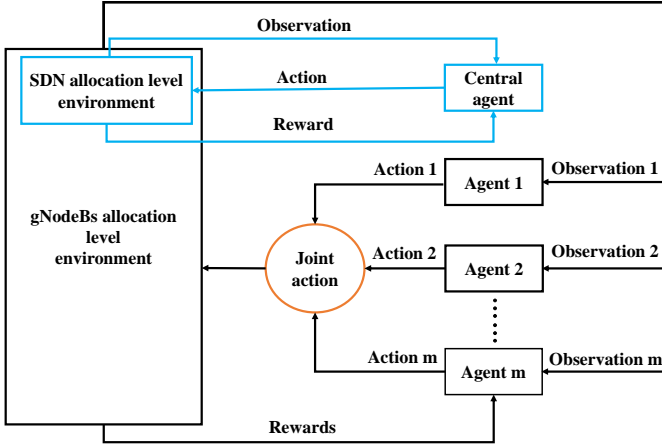 Observation
SDN allocation level
environment
Action
Central
agent
Reward
Action 1
Agent 1
Observation 1
gNodeBs allocation
level
environment
Joint
action
Action 2
Agent 2
Observation 2
Action m
Agent m
Observation m
Rewards